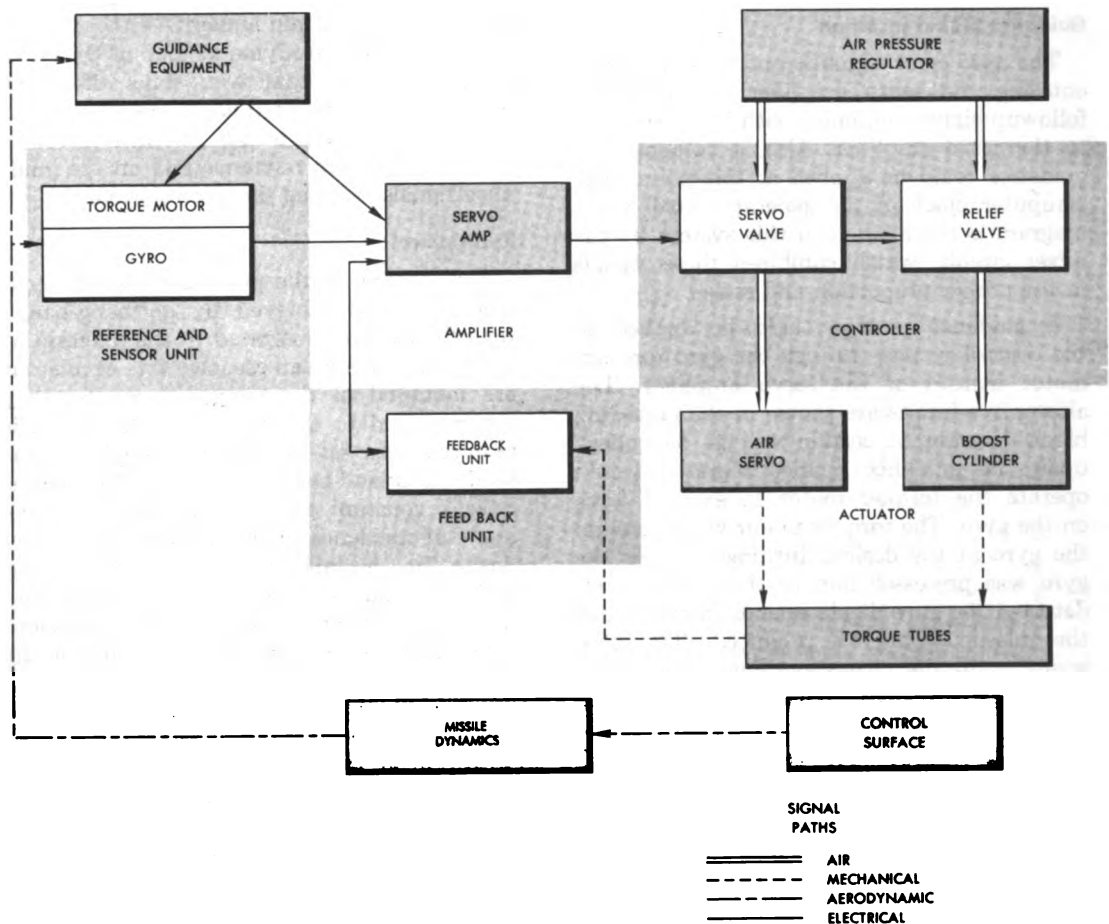 GUIDANCE
EQUIPMENT
AIR PRESSURE
REGULATOR
TORQUE MOTOR
GYRO
SERVO
AMP
SERVO
VALVE
RELIEF
VALVE
REFERENCE AND
SENSOR UNIT
AMPLIFIER
CONTROLLER
FEEDBACK
UNIT
AIR
SERVO
BOOST
CYLINDER
FEED BACK
UNIT
ACTUATOR
TORQUE TUBES
MISSILE
DYNAMICS
CONTROL
SURFACE
SIGNAL
PATHS
AIR
MECHANICAL
AERODYNAMIC
ELECTRICAL